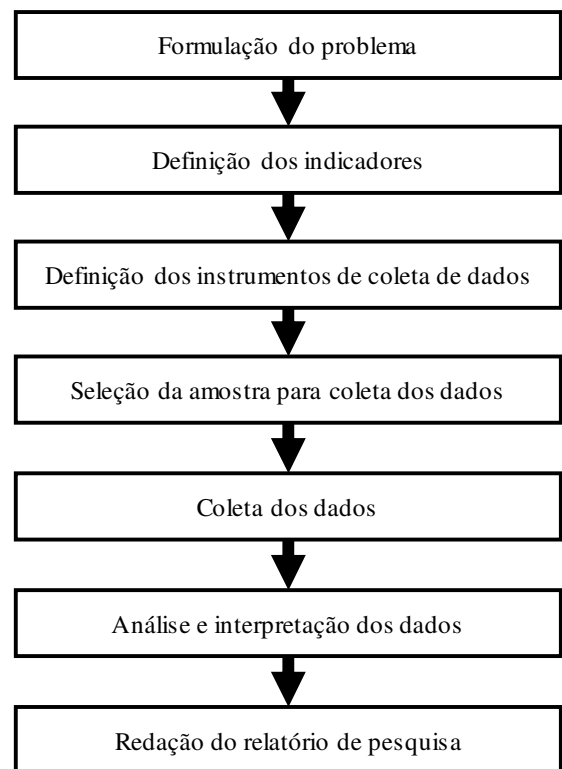 Formulação do problema
Definição dos indicadores
Definição dos instrumentos de coleta de dados
Seleção da amostra para coleta dos dados
Coleta dos dados
Análise e interpretação dos dados
Redação do relatório de pesquisa